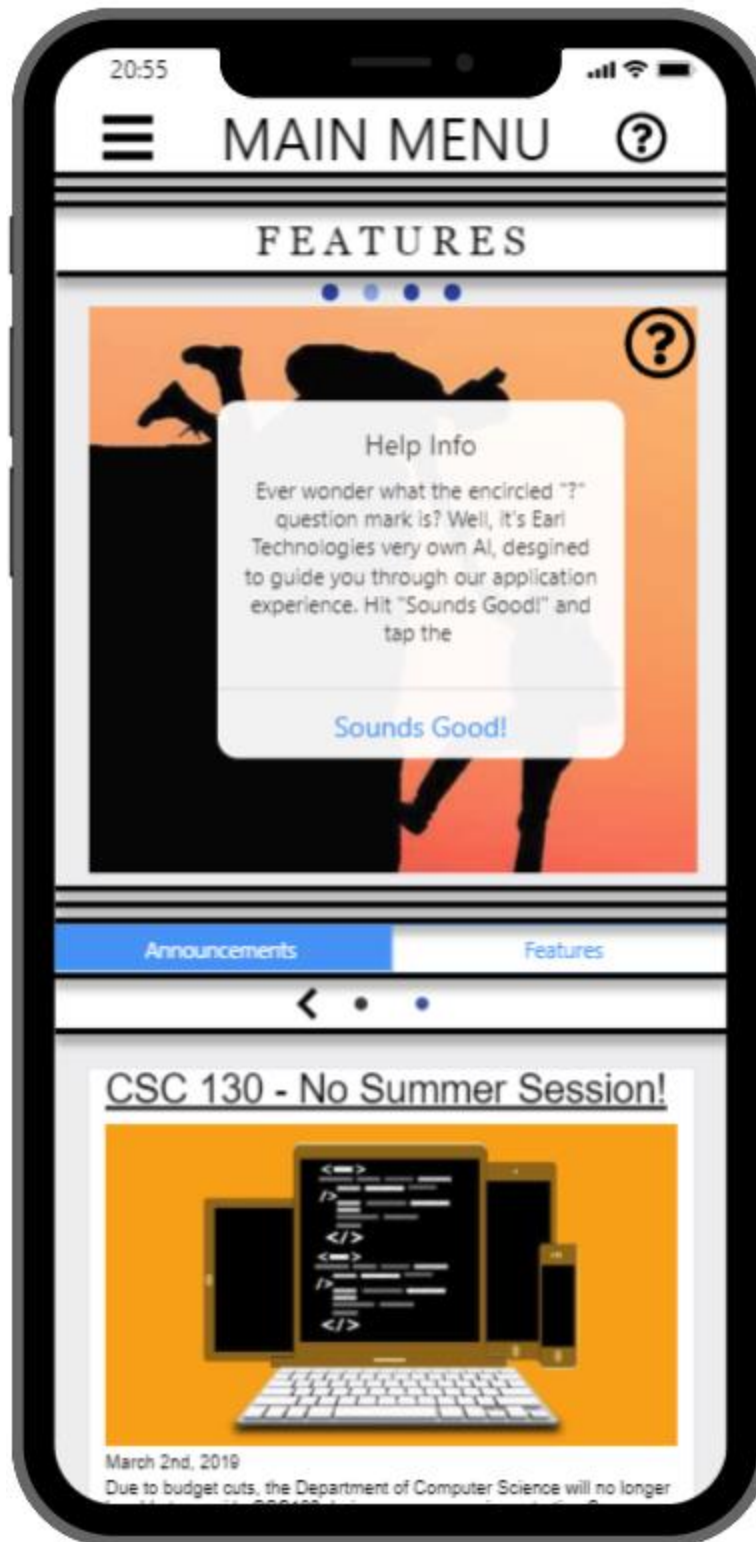 20:55
MAIN MENU
?
FEATURES
?
Help Info
Ever wonder what the encircled "?"
question mark is? Well, it's Earl
Technologies very own AI, desgined
to guide you through our application
experience. Hit "Sounds Good!" and
tap the
Sounds Good!
Announcements
Features
CSC 130 - No Summer Session!
< >
/>
</>
< >
/>
</>
March 2nd, 2019
Due to budget cuts, the Department of Computer Science will no longer